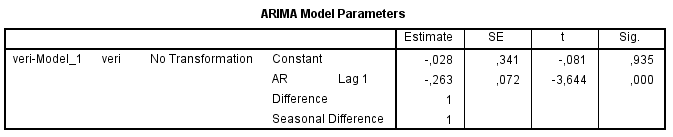 ARIMA Model Parameters
Estimate SE t Sig.
veri-Model_1 veri No Transformation Constant -,028 ,341 -,081 ,935
AR Lag 1 -,263 ,072 -3,644 ,000
Difference 1
Seasonal Difference 1